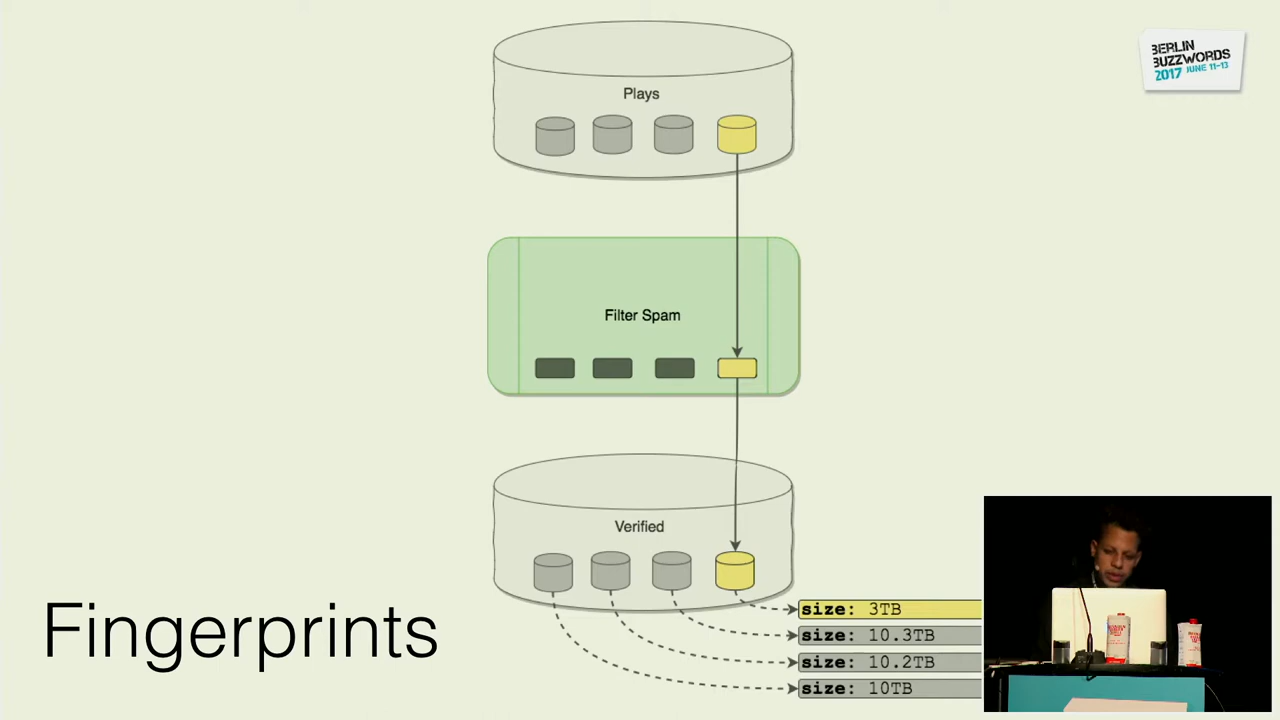 BERLIN
BUZZWORDS
2017 JUNE 11-13
Plays
Filter Spam
Verified
size: 3TB
size: 10.3TB
size: 10.2TB
size: 10TB
Fingerprints